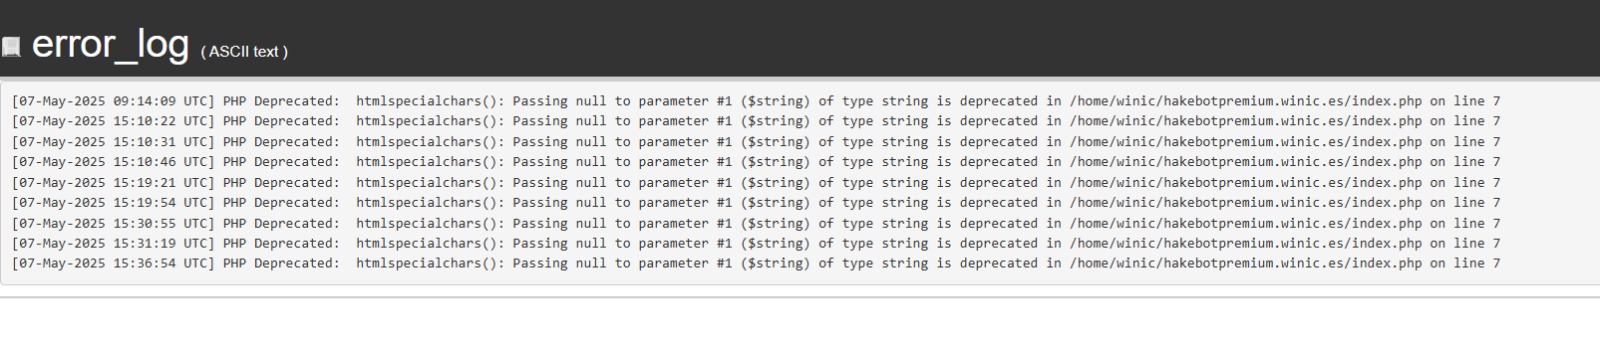 error_log ( ASCII text )
[07-May-2025 09:14:09 UTC] PHP Deprecated:  htmlspecialchars(): Passing null to parameter #1 ($string) of type string is deprecated in /home/winic/hakebotpremium.winic.es/index.php on line 7
[07-May-2025 15:10:22 UTC] PHP Deprecated:  htmlspecialchars(): Passing null to parameter #1 ($string) of type string is deprecated in /home/winic/hakebotpremium.winic.es/index.php on line 7
[07-May-2025 15:10:31 UTC] PHP Deprecated:  htmlspecialchars(): Passing null to parameter #1 ($string) of type string is deprecated in /home/winic/hakebotpremium.winic.es/index.php on line 7
[07-May-2025 15:10:46 UTC] PHP Deprecated:  htmlspecialchars(): Passing null to parameter #1 ($string) of type string is deprecated in /home/winic/hakebotpremium.winic.es/index.php on line 7
[07-May-2025 15:19:21 UTC] PHP Deprecated:  htmlspecialchars(): Passing null to parameter #1 ($string) of type string is deprecated in /home/winic/hakebotpremium.winic.es/index.php on line 7
[07-May-2025 15:19:54 UTC] PHP Deprecated:  htmlspecialchars(): Passing null to parameter #1 ($string) of type string is deprecated in /home/winic/hakebotpremium.winic.es/index.php on line 7
[07-May-2025 15:30:55 UTC] PHP Deprecated:  htmlspecialchars(): Passing null to parameter #1 ($string) of type string is deprecated in /home/winic/hakebotpremium.winic.es/index.php on line 7
[07-May-2025 15:31:19 UTC] PHP Deprecated:  htmlspecialchars(): Passing null to parameter #1 ($string) of type string is deprecated in /home/winic/hakebotpremium.winic.es/index.php on line 7
[07-May-2025 15:36:54 UTC] PHP Deprecated:  htmlspecialchars(): Passing null to parameter #1 ($string) of type string is deprecated in /home/winic/hakebotpremium.winic.es/index.php on line 7